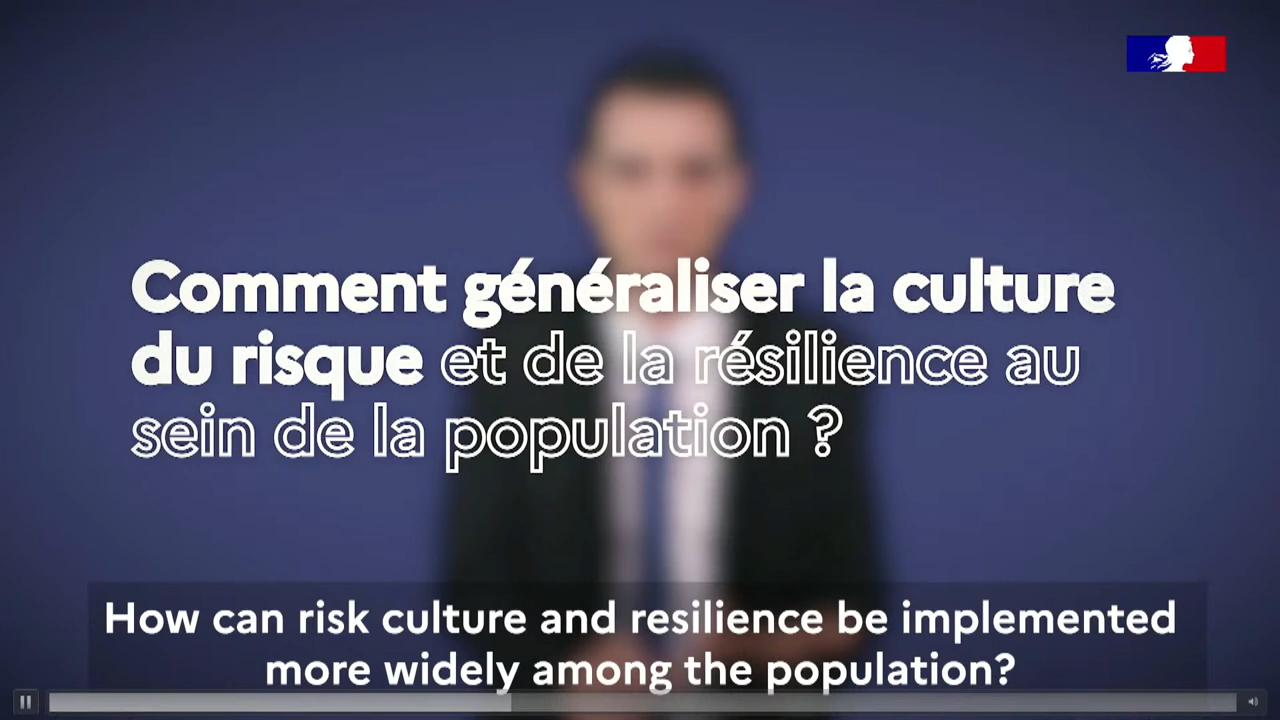 Comment généraliser la culture
du risque et de la résilience au
sein de la population ?
How can risk culture and resilience be implemented
more widely among the population?